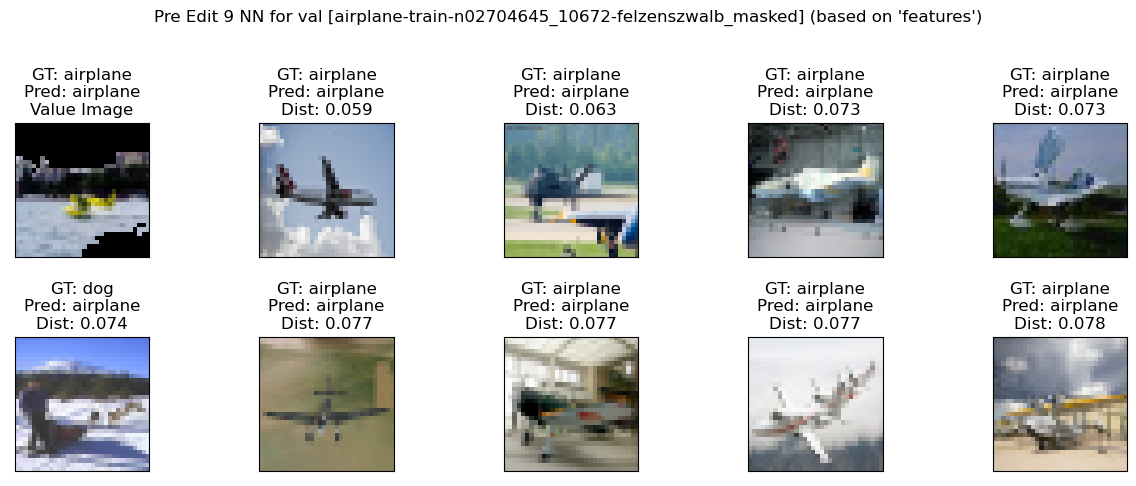 Pre Edit 9 NN for val [airplane-train-n02704645_10672-felzenszwalb_masked] (based on 'features')
GT: airplane
Pred: airplane
Value Image
GT: airplane
Pred: airplane
Dist: 0.059
GT: airplane
Pred: airplane
Dist: 0.063
GT: airplane
Pred: airplane
Dist: 0.073
GT: airplane
Pred: airplane
Dist: 0.073
GT: dog
Pred: airplane
Dist: 0.074
GT: airplane
Pred: airplane
Dist: 0.077
GT: airplane
Pred: airplane
Dist: 0.077
GT: airplane
Pred: airplane
Dist: 0.077
GT: airplane
Pred: airplane
Dist: 0.078